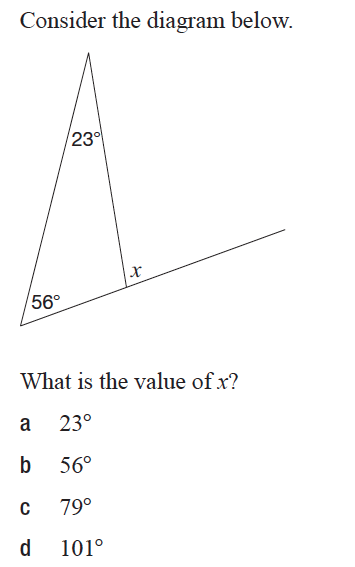 Consider the diagram below.
23°
x
56°
What is the value of x?
a 23°
b 56°
c 79°
d 101°